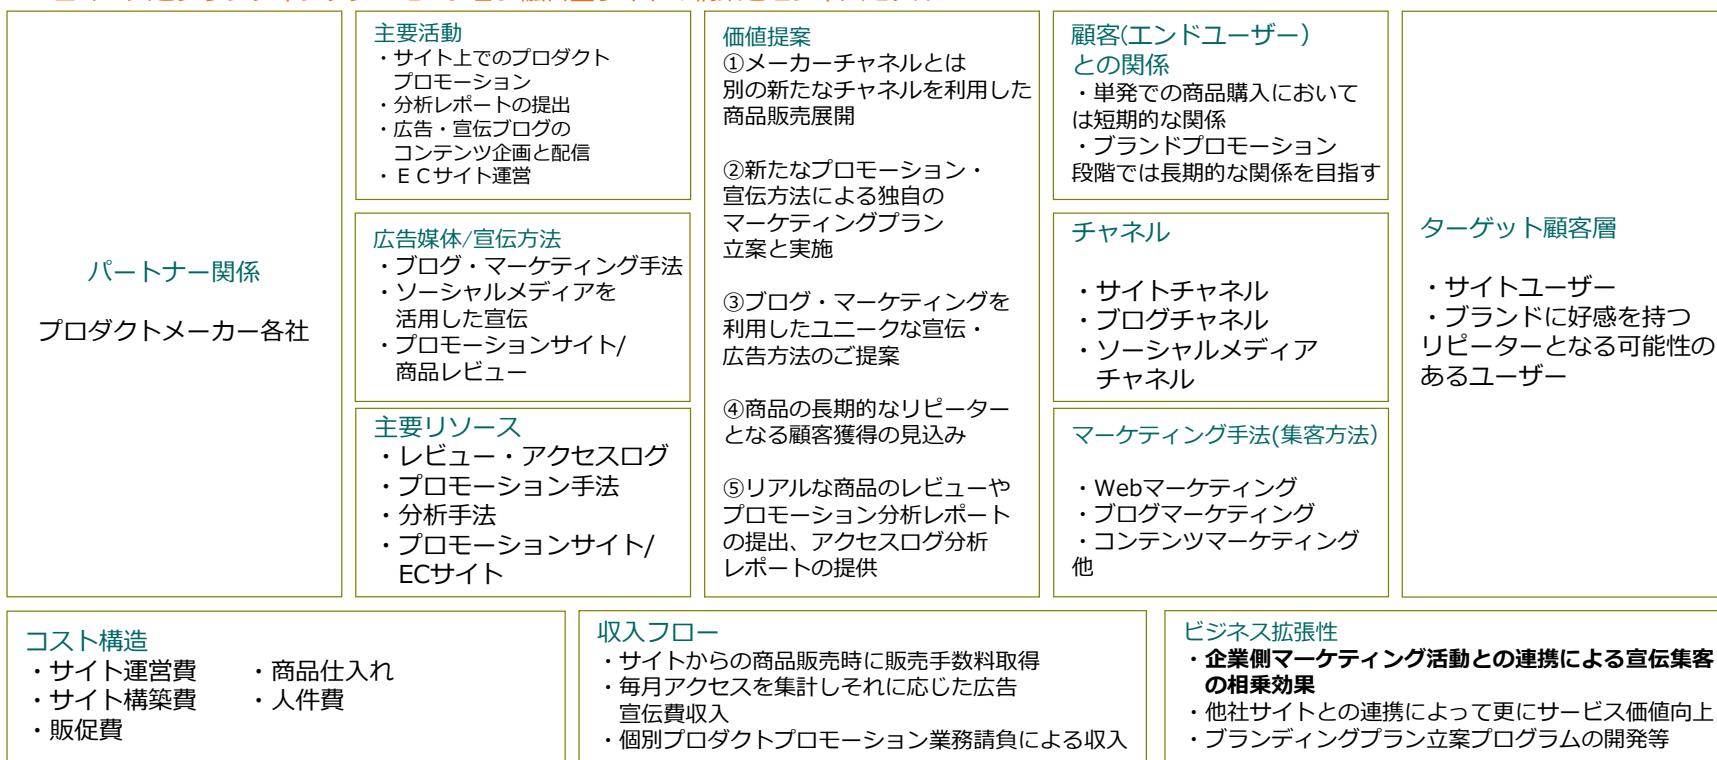 パートナー関係
プロダクトメーカー各社
主要活動
・サイト上でのプロダクト
プロモーション
・分析レポートの提出
・広告・宣伝ブログの
コンテンツ企画と配信
・ＥＣサイト運営
広告媒体/宣伝方法
・ブログ・マーケティング手法
・ソーシャルメディアを
活用した宣伝
・プロモーションサイト/
商品レビュー
主要リソース
・レビュー・アクセスログ
・プロモーション手法
・分析手法
・プロモーションサイト/
ECサイト
価値提案
①メーカーチャネルとは
別の新たなチャネルを利用した
商品販売展開
②新たなプロモーション・
宣伝方法による独自の
マーケティングプラン
立案と実施
③ブログ・マーケティングを
利用したユニークな宣伝・
広告方法のご提案
④商品の長期的なリピーター
となる顧客獲得の見込み
⑤リアルな商品のレビューや
プロモーション分析レポート
の提出、アクセスログ分析
レポートの提供
顧客(エンドユーザー）
との関係
・単発での商品購入において
は短期的な関係
・ブランドプロモーション
段階では長期的な関係を目指す
チャネル
・サイトチャネル
・ブログチャネル
・ソーシャルメディア
チャネル
マーケティング手法(集客方法）
・Webマーケティング
・ブログマーケティング
・コンテンツマーケティング
他
ターゲット顧客層
・サイトユーザー
・ブランドに好感を持つ
リピーターとなる可能性の
あるユーザー
コスト構造
・サイト運営費　　・商品仕入れ
・サイト構築費　　・人件費
・販促費
収入フロー
・サイトからの商品販売時に販売手数料取得
・毎月アクセスを集計しそれに応じた広告
宣伝費収入
・個別プロダクトプロモーション業務請負による収入
ビジネス拡張性
・企業側マーケティング活動との連携による宣伝集客
の相乗効果
・他社サイトとの連携によって更にサービス価値向上
・ブランディングプラン立案プログラムの開発等